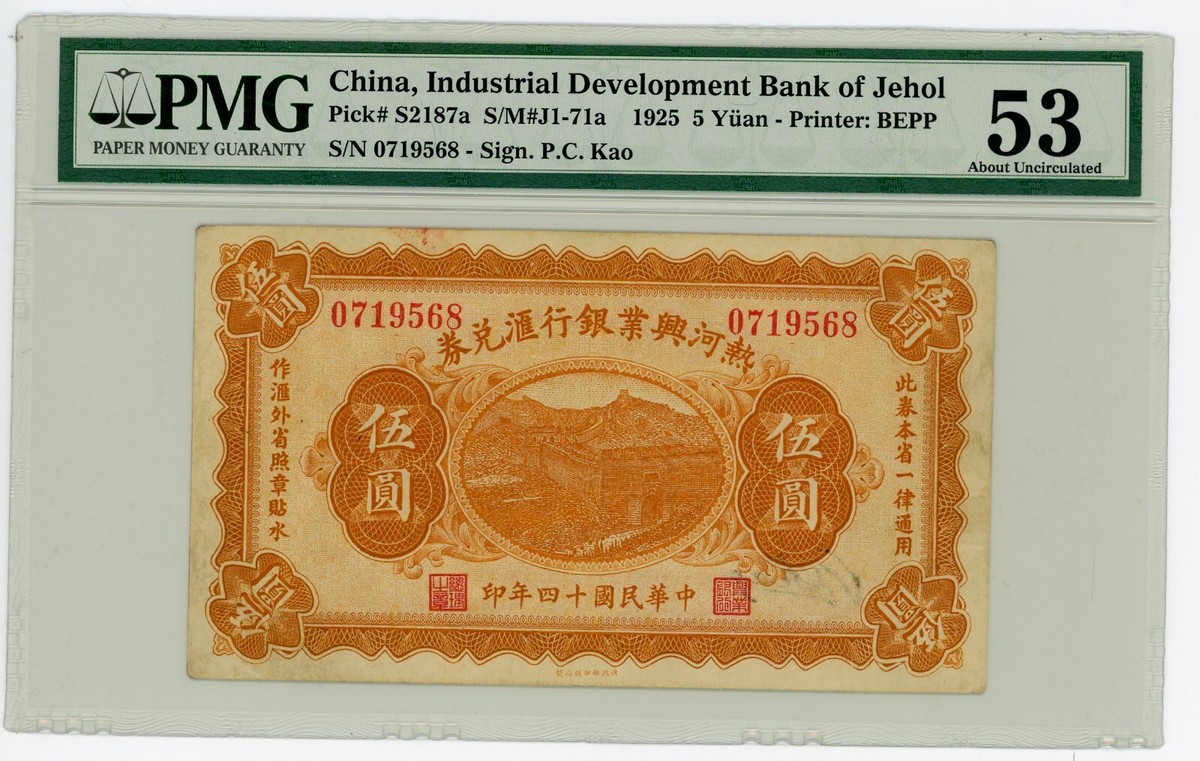 PMG
PAPER MONEY GUARANTY
China, Industrial Development Bank of Jehol
Pick# S2187a S/M#J1-71a 1925 5 Yüan - Printer: BEPP
S/N 0719568 - Sign. P.C. Kao
53
About Uncirculated
伍圓
伍圓
0719568
0719568
熱河興業銀行滙兌券
此券本省一律通用
伍圓
伍圓
作滙外省照章貼水
中華民國十四年印
伍圓
伍圓